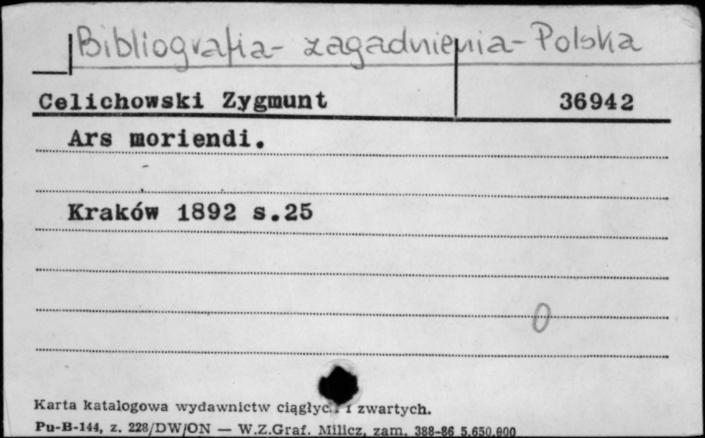 Bibliografia - zagadnienia - Polska
Celichowski Zygmunt 36942
Ars moriendi.
Kraków 1892 s.25
0
Karta katalogowa wydawnictw i zwartych.
Pu-B-144, z. 228/DW/ON — W.Z.Graf. Milicz, zam. 388-86 5.650.000